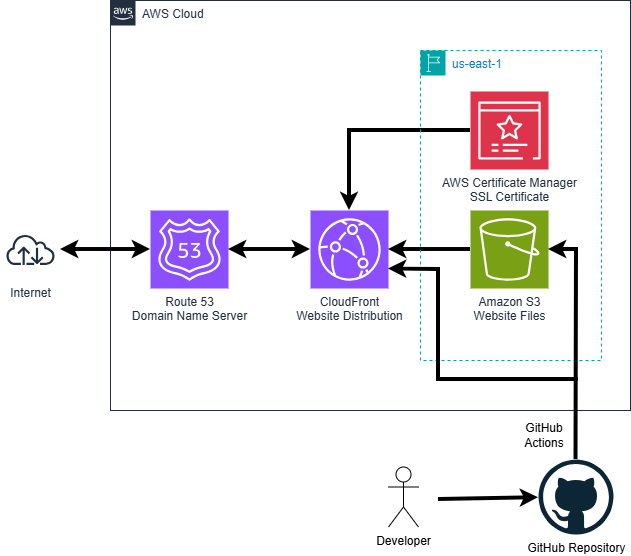 aws
AWS Cloud
us-east-1
AWS Certificate Manager
SSL Certificate
53
Internet
Route 53
Domain Name Server
CloudFront
Website Distribution
Amazon S3
Website Files
GitHub
Actions
Developer
GitHub Repository